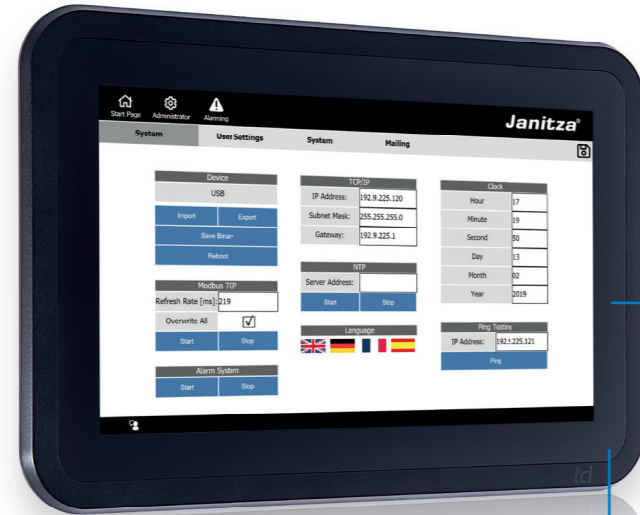 Start Page Administrator Alarming
Janitza®
System User Settings System Mailing
Device
USB
Import Export
Save Binary
Reboot
Modbus TCP
Refresh Rate [ms]: 219
Overwrite All
Start Stop
Alarm System
Start Stop
TCP/IP
IP Address: 192.9.225.120
Subnet Mask: 255.255.255.0
Gateway: 192.9.225.1
NTP
Server Address:
Start Stop
Language
Clock
Hour 17
Minute 19
Second 50
Day 13
Month 02
Year 2019
Ping Testing
IP Address: 192.9.225.121
Ping
tci